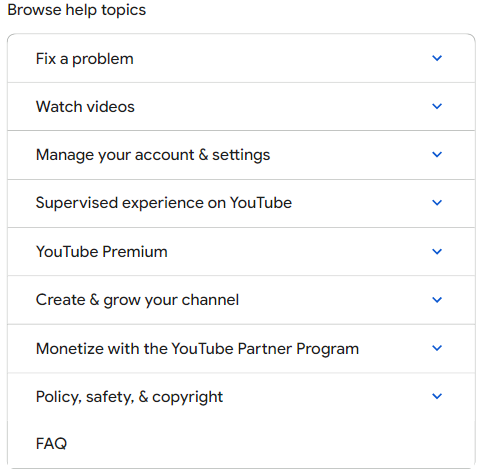 Browse help topics
Fix a problem
Watch videos
Manage your account & settings
Supervised experience on YouTube
YouTube Premium
Create & grow your channel
Monetize with the YouTube Partner Program
Policy, safety, & copyright
FAQ